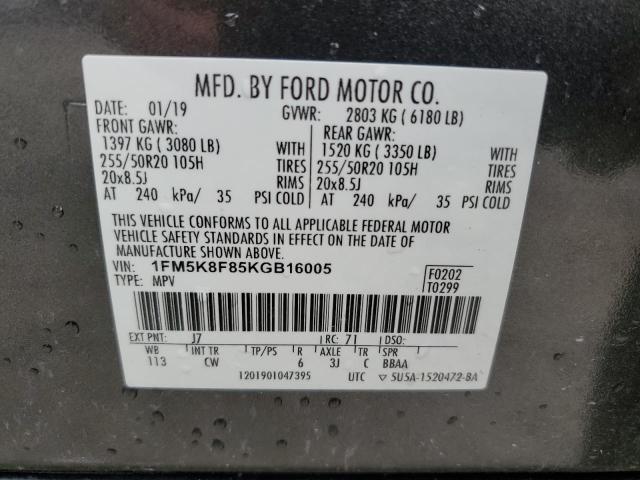 MFD. BY FORD MOTOR CO.
DATE: 01/19 GVWR: 2803 KG ( 6180 LB)
FRONT GAWR: REAR GAWR:
1397 KG ( 3080 LB) WITH 1520 KG ( 3350 LB) WITH
255/50R20 105H TIRES 255/50R20 105H TIRES
20x8.5J RIMS 20x8.5J RIMS
AT 240 kPa/ 35 PSI COLD AT 240 kPa/ 35 PSI COLD
THIS VEHICLE CONFORMS TO ALL APPLICABLE FEDERAL MOTOR
VEHICLE SAFETY STANDARDS IN EFFECT ON THE DATE OF
MANUFACTURE SHOWN ABOVE.
VIN: 1FM5K8F85KGB16005 F0202
TYPE: MPV T0299
EXT PNT: J7 RC: 71 DSO:
WB INT TR TP/PS R AXLE TR SPR
113 CW 6 3J C BBAA
1201901047395 UTC ▽ 5U5A-1520472-BA